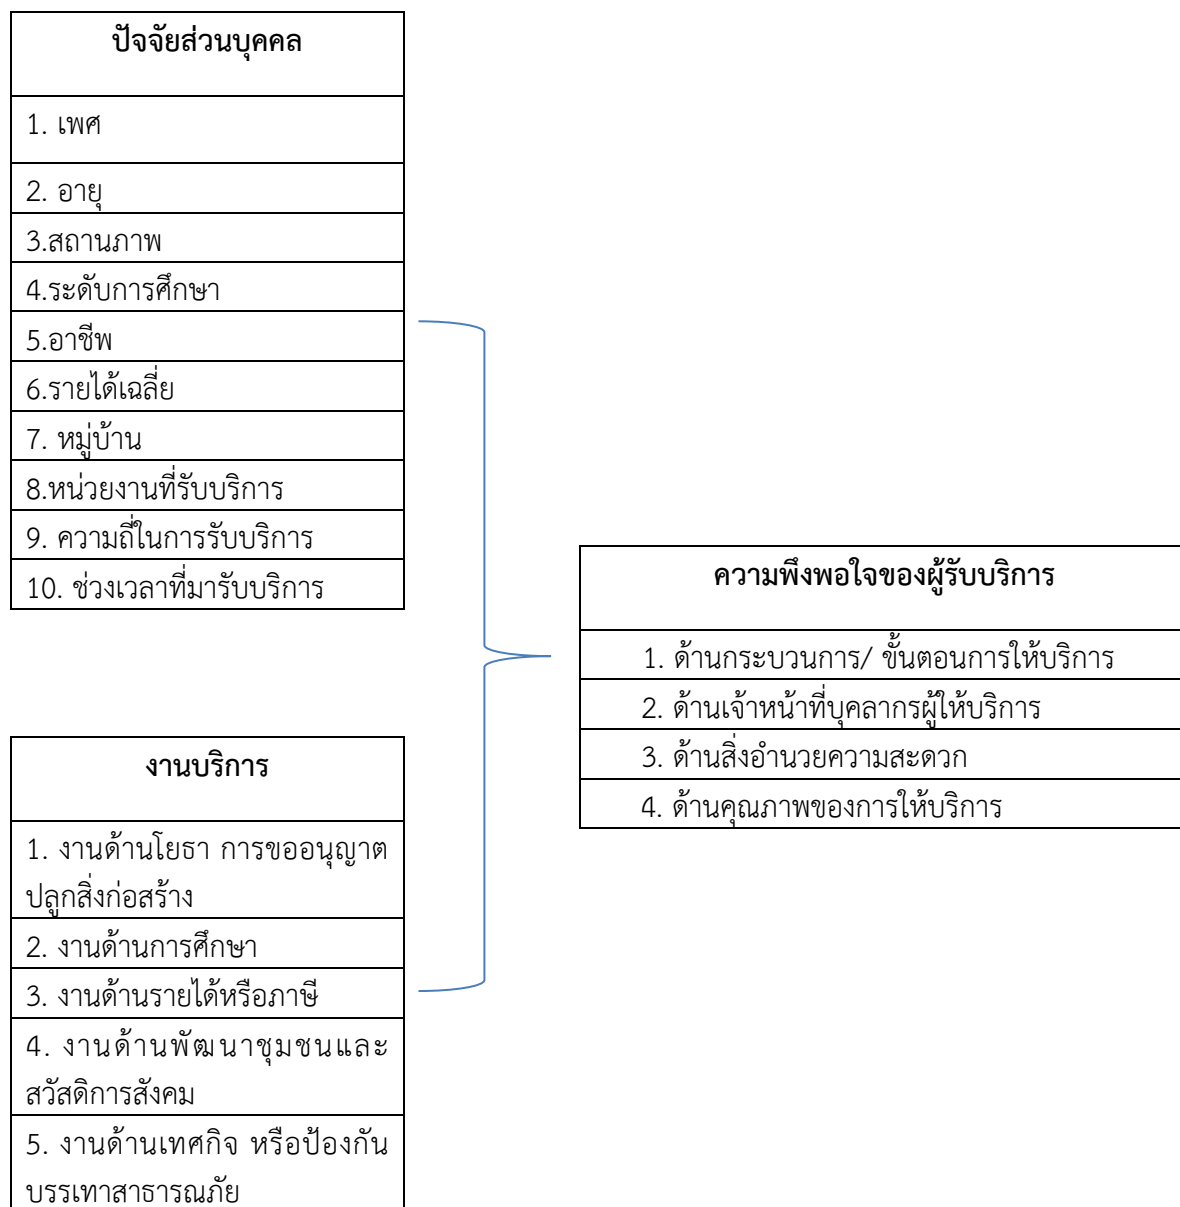 ปัจจัยส่วนบุคคล
1. เพศ
2. อายุ
3.สถานภาพ
4.ระดับการศึกษา
5.อาชีพ
6.รายได้เฉลี่ย
7. หมู่บ้าน
8.หน่วยงานที่รับบริการ
9. ความถี่ในการรับบริการ
10. ช่วงเวลาที่มารับบริการ
ความพึงพอใจของผู้รับบริการ
1. ด้านกระบวนการ/ ขั้นตอนการให้บริการ
2. ด้านเจ้าหน้าที่บุคลากรผู้ให้บริการ
3. ด้านสิ่งอำนวยความสะดวก
4. ด้านคุณภาพของการให้บริการ
งานบริการ
1. งานด้านโยธา การขออนุญาต
ปลูกสิ่งก่อสร้าง
2. งานด้านการศึกษา
3. งานด้านรายได้หรือภาษี
4. งานด้านพัฒนาชุมชนและ
สวัสดิการสังคม
5. งานด้านเทศกิจ หรือป้องกัน
บรรเทาสาธารณภัย